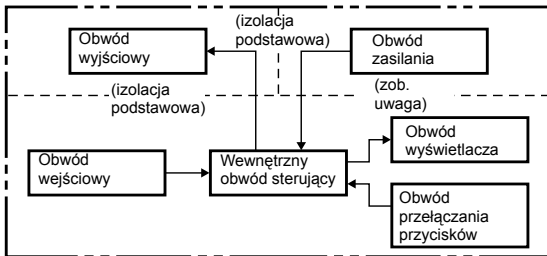 Obwód
wyjściowy
(izolacja
podstawowa)
Obwód
zasilania
(izolacja
podstawowa)
(zob.
uwaga)
Obwód
wyświetlacza
Obwód
wejściowy
Wewnętrzny
obwód sterujący
Obwód
przełączania
przycisków